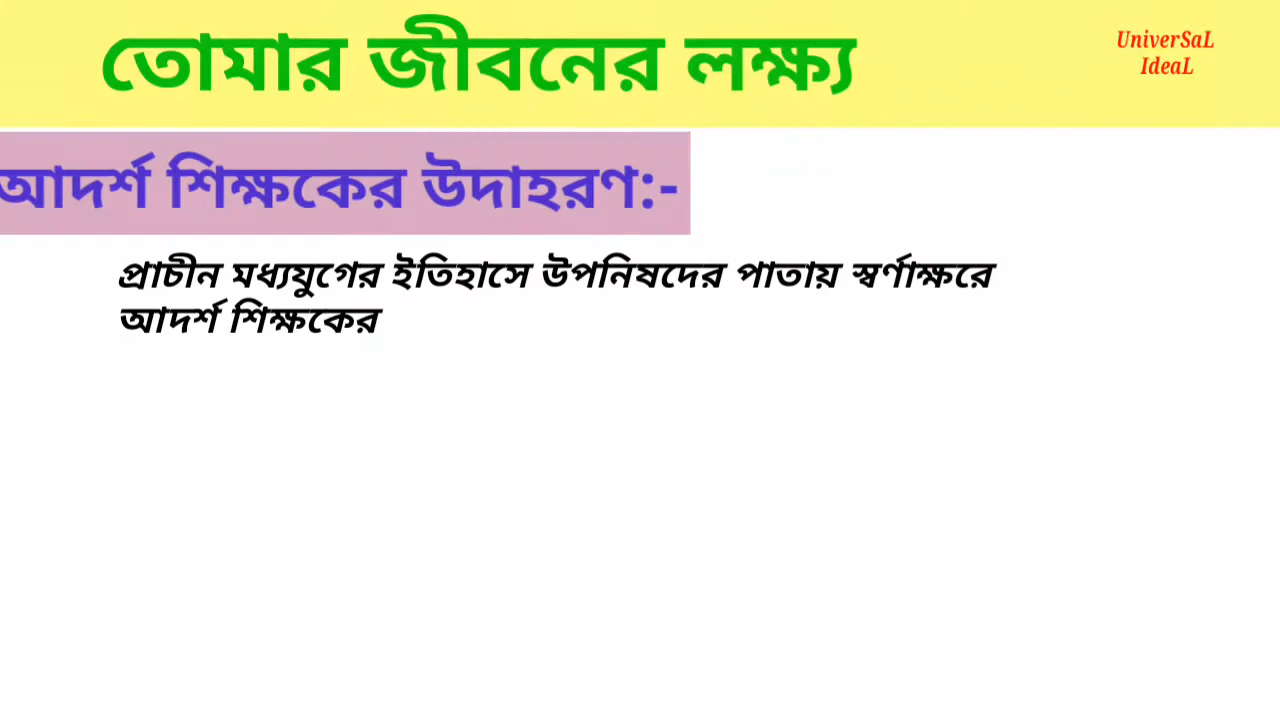 তোমার জীবনের লক্ষ্য
UniverSaL
IdeaL
আদর্শ শিক্ষকের উদাহরণ:-
প্রাচীন মধ্যযুগের ইতিহাসে উপনিষদের পাতায় স্বর্ণাক্ষরে
আদর্শ শিক্ষকের